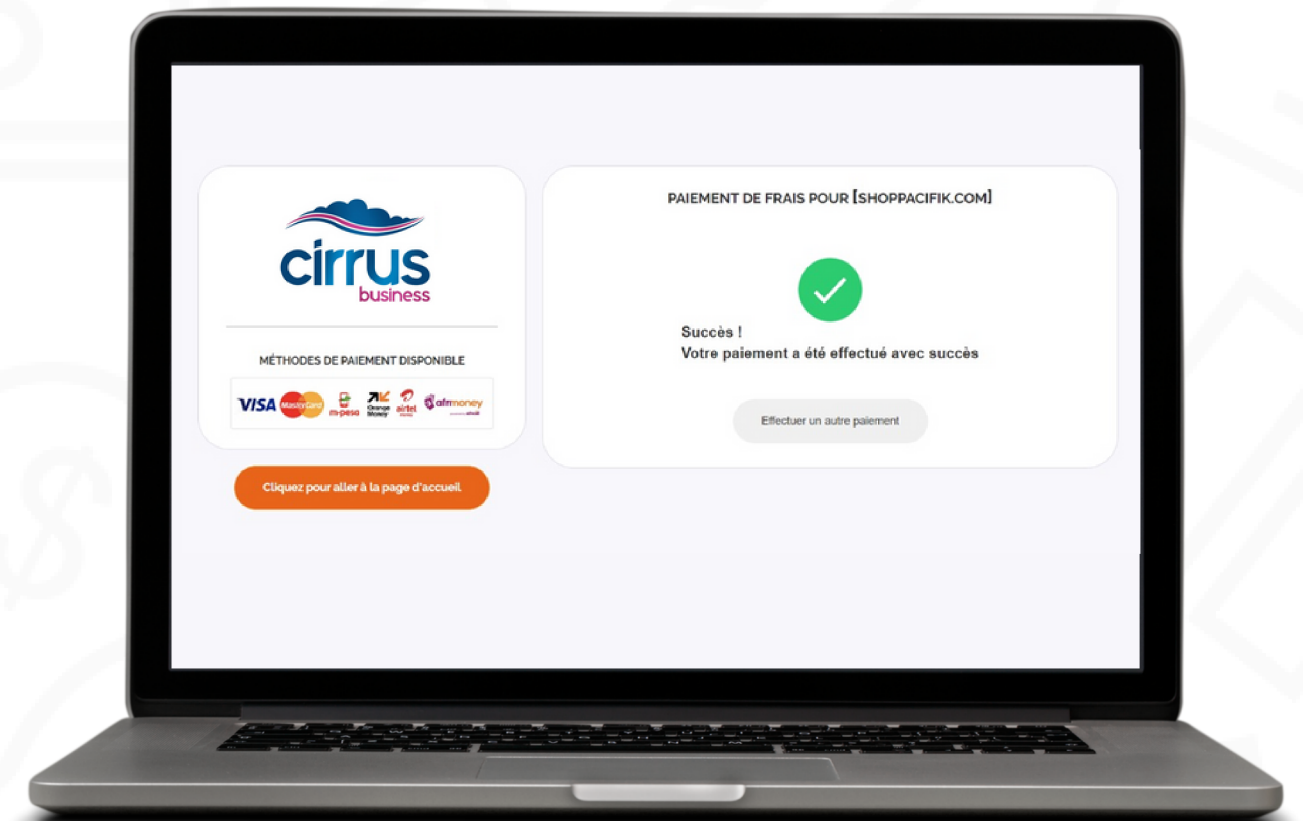 cirrus
business
MÉTHODES DE PAIEMENT DISPONIBLE
VISA MasterCard m-pesa Orange Money airtel money afrimoney
Cliquez pour aller à la page d'accueil
PAIEMENT DE FRAIS POUR [SHOPPACIFIK.COM]
Succès !
Votre paiement a été effectué avec succès
Effectuer un autre paiement